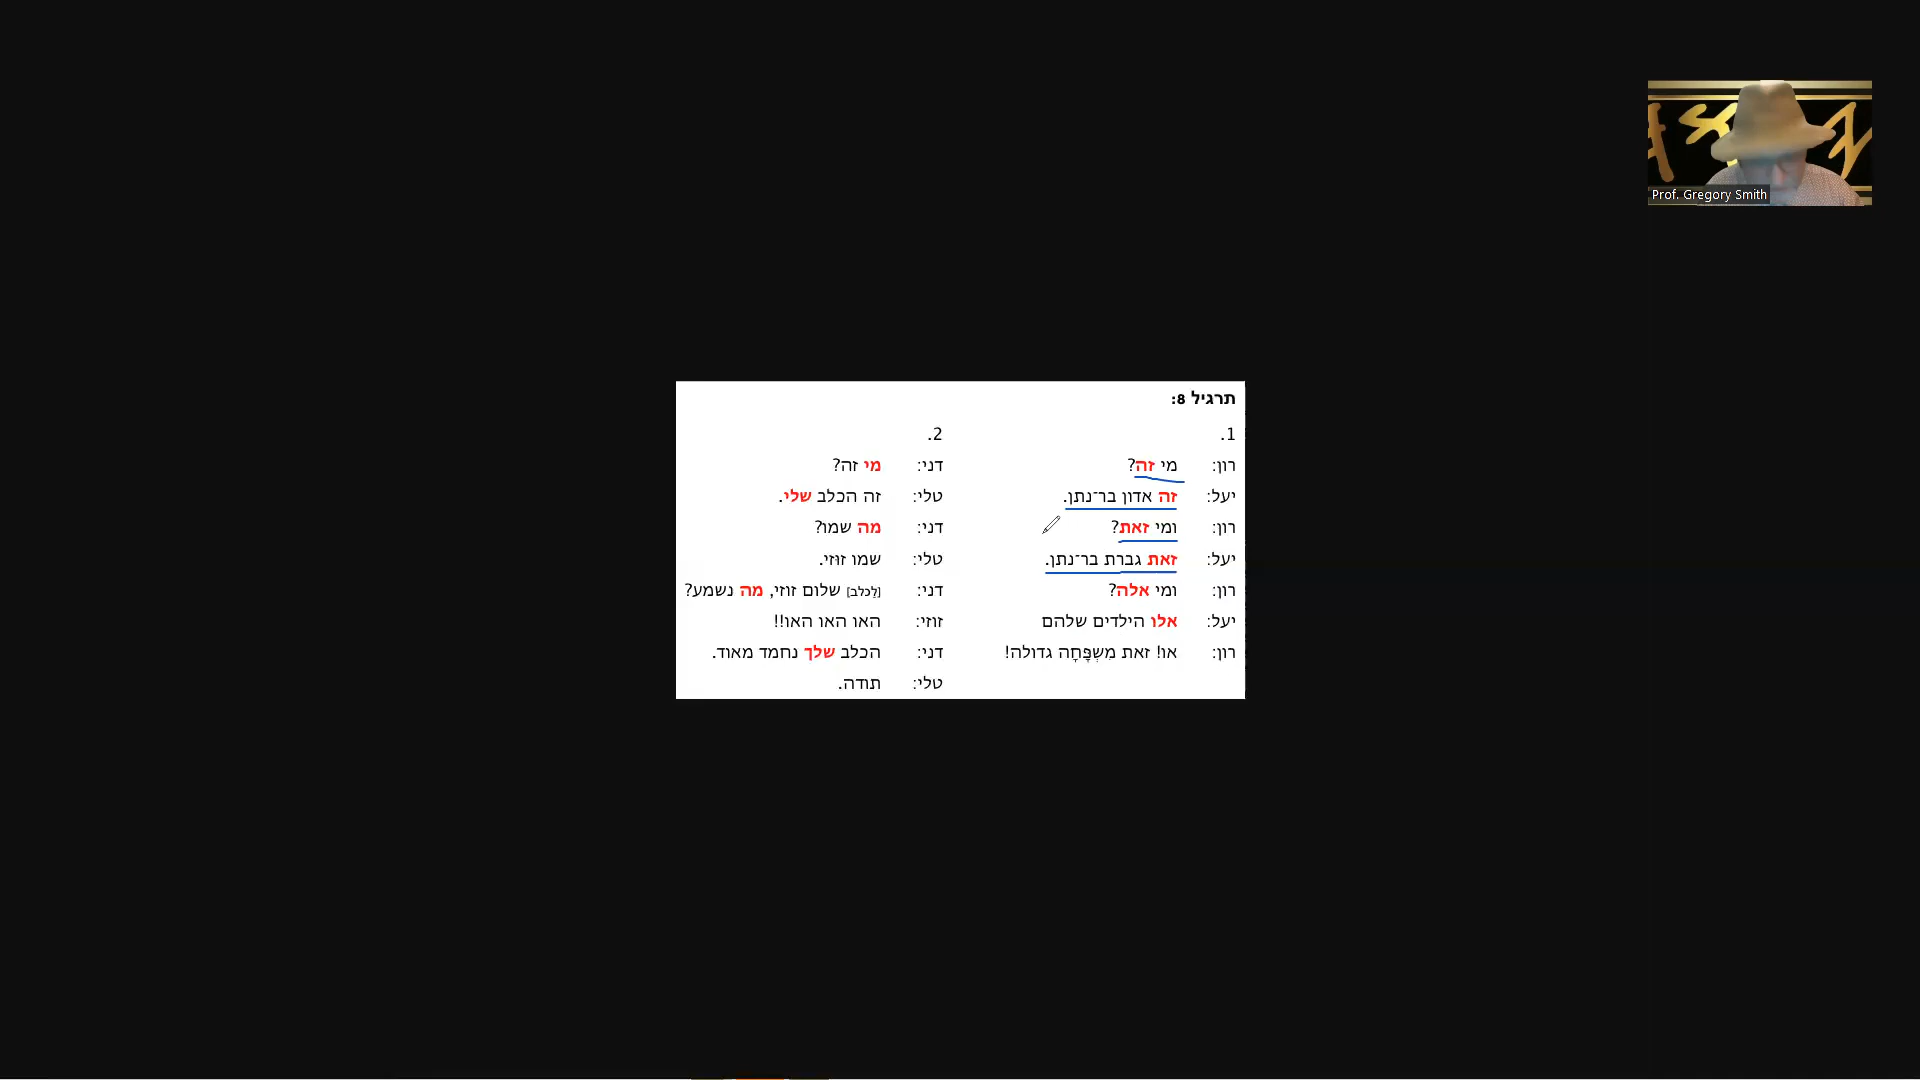 תרגיל 8:
1.
רון: מי זה?
יעל: זה אדון בר־נתן.
רון: ומי זאת?
יעל: זאת גברת בר־נתן.
רון: ומי אלה?
יעל: אלו הילדים שלהם
רון: או! זאת מִשְפָּחָה גדולה!
2.
דני: מי זה?
טלי: זה הכלב שלי.
דני: מה שמו?
טלי: שמו זוּזי.
דני: [לַכלב] שלום זוזי, מה נשמע?
זוזי: האו האו האו!!
דני: הכלב שלך נחמד מאוד.
טלי: תודה.
Prof. Gregory Smith